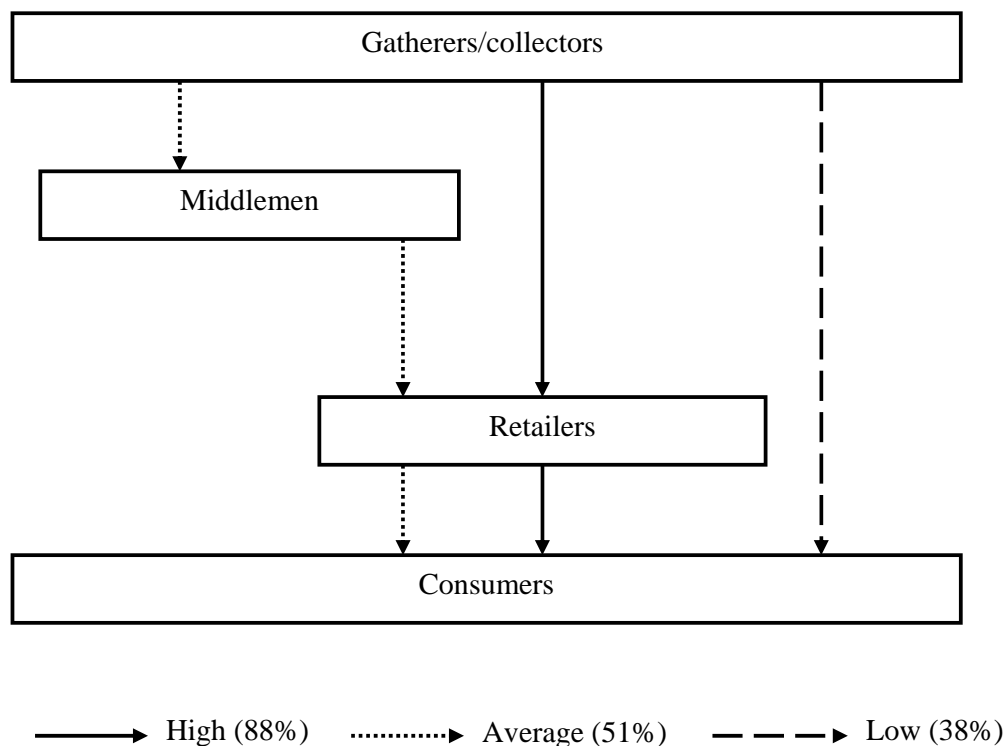 Gatherers/collectors
Middlemen
Retailers
Consumers
High (88%) Average (51%) Low (38%)